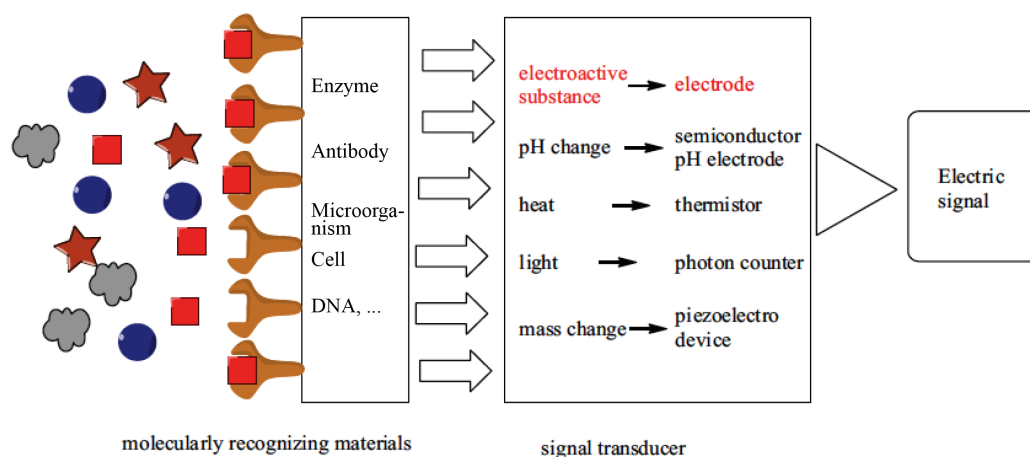 Enzyme
Antibody
Microorga-
nism
Cell
DNA, ...
electroactive
substance
electrode
pH change
semiconductor
pH electrode
heat
thermistor
light
photon counter
mass change
piezoelectro
device
Electric
signal
molecularly recognizing materials
signal transducer